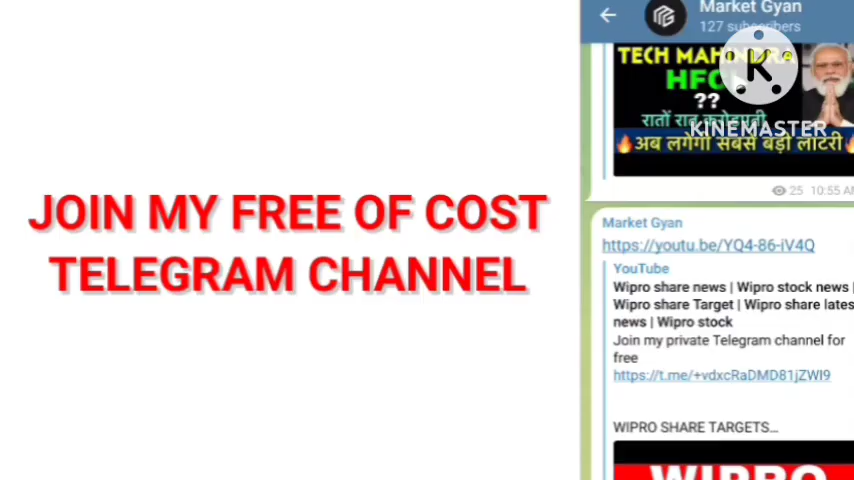 Market Gyan
127 subscribers
TECH MAHINDRA
HFCL
??
रातों रात करोड़पती
KINEMASTER
🔥अब लगेगी सबसे बड़ी लाटरी🔥
25 10:55 AM
JOIN MY FREE OF COST
TELEGRAM CHANNEL
Market Gyan
https://youtu.be/YQ4-86-iV4Q
YouTube
Wipro share news | Wipro stock news |
Wipro share Target | Wipro share lates
news | Wipro stock
Join my private Telegram channel for
free
https://t.me/+vdxcRaDMD81jZWI9
WIPRO SHARE TARGETS...
WIPRO